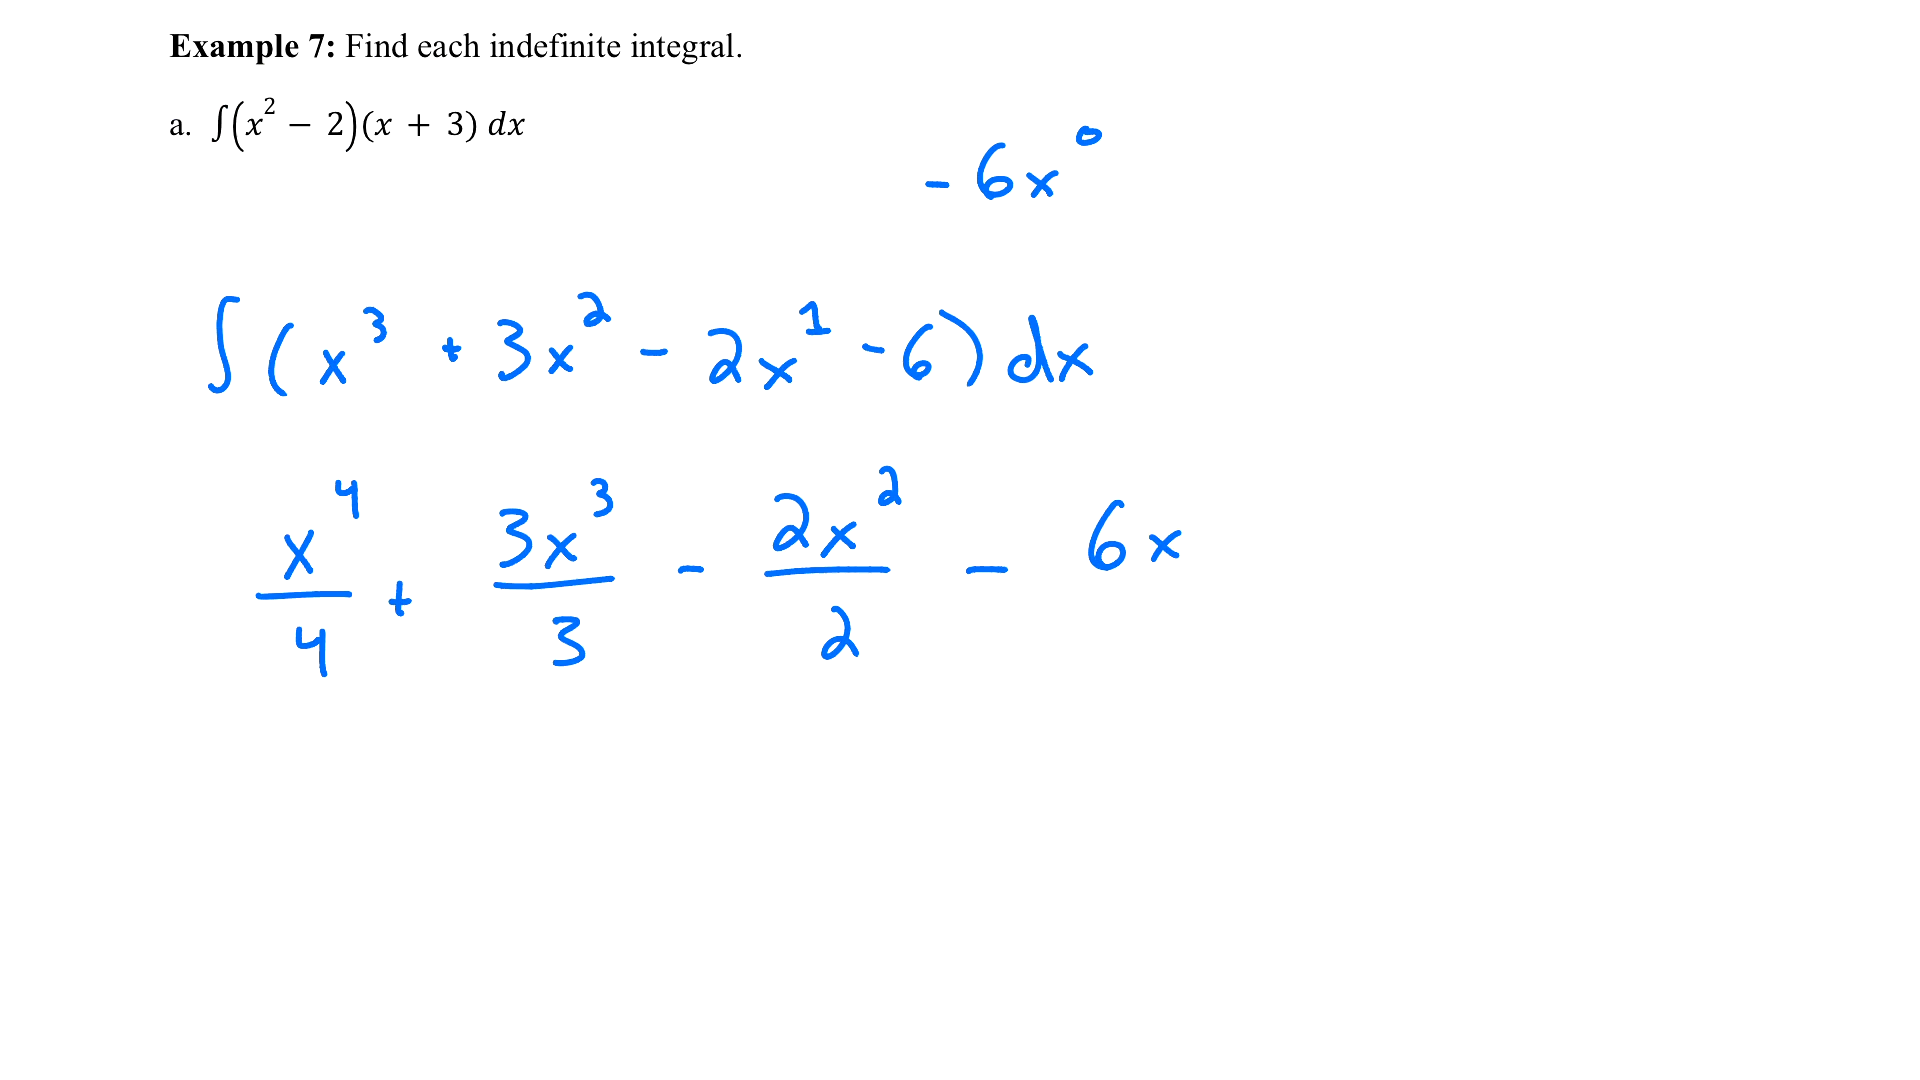 Example 7: Find each indefinite integral.
a. ∫(x² − 2)(x + 3) dx
- 6x⁰
∫(x³ + 3x² - 2x¹ - 6) dx
x⁴/4 + 3x³/3 - 2x²/2 - 6x